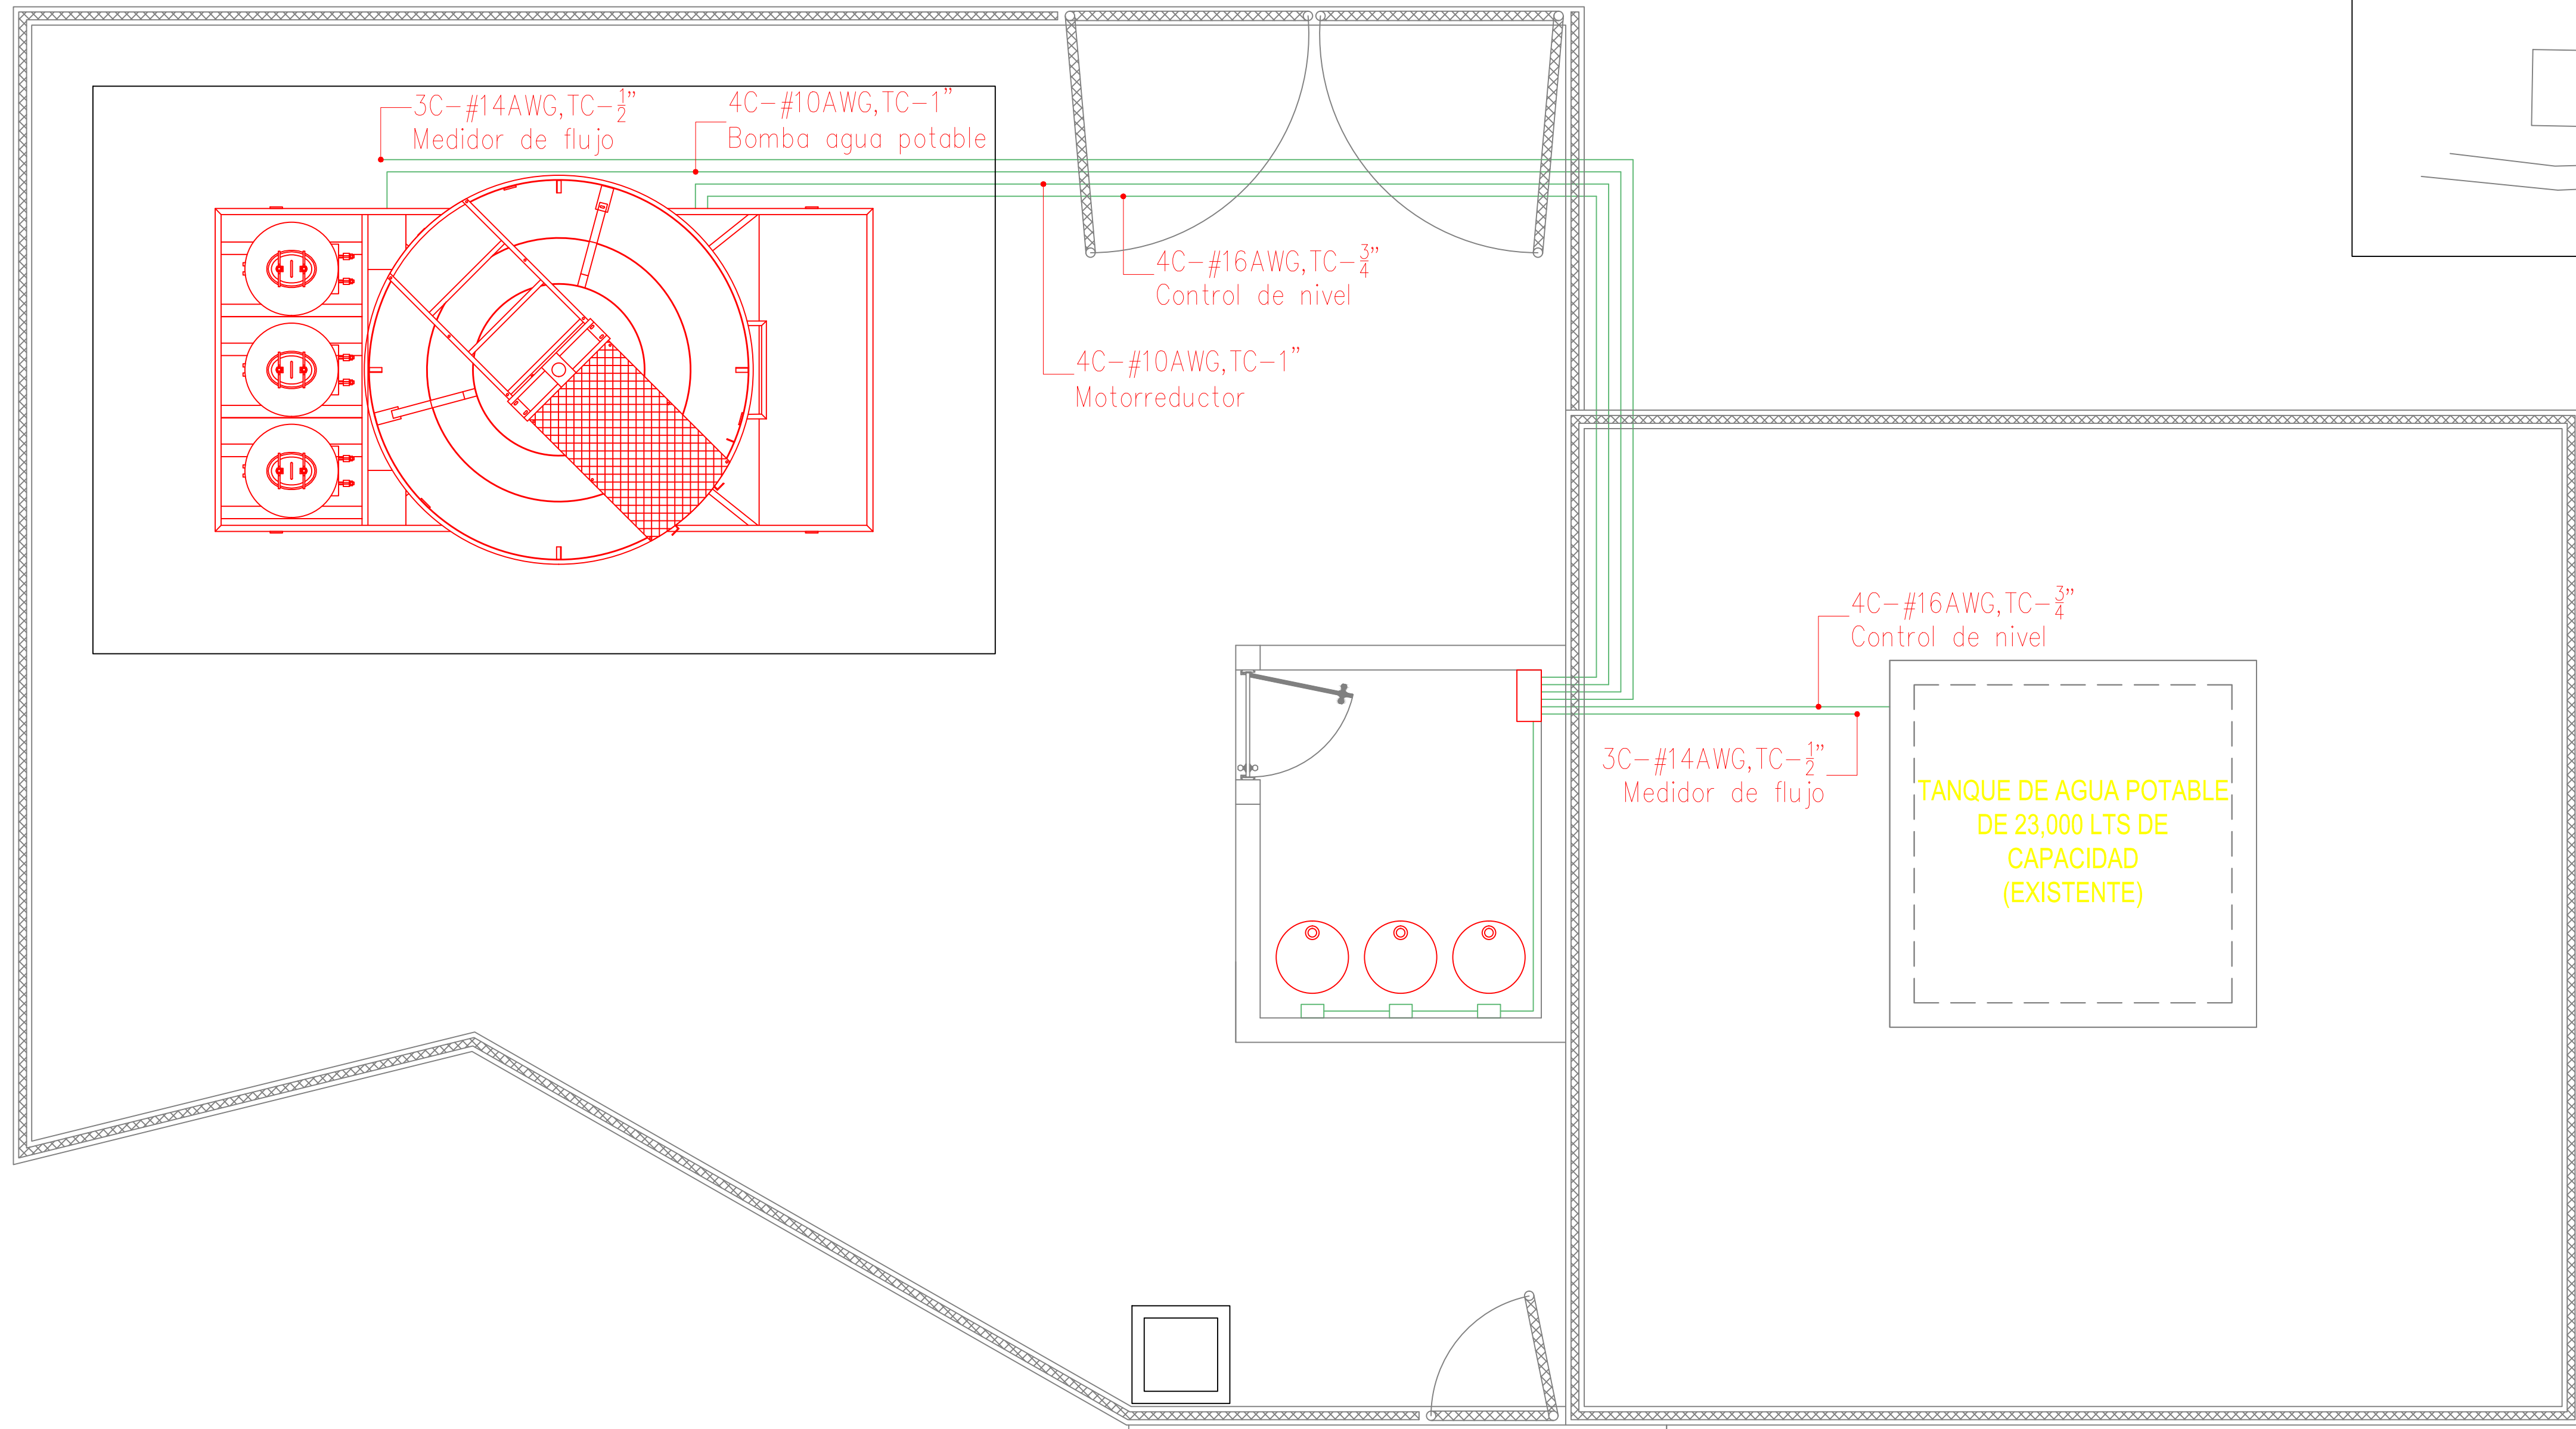 3C-#14AWG,TC-½"
Medidor de flujo
4C-#10AWG,TC-1"
Bomba agua potable
4C-#16AWG,TC-¾"
Control de nivel
4C-#10AWG,TC-1"
Motorreductor
4C-#16AWG,TC-¾"
Control de nivel
3C-#14AWG,TC-½"
Medidor de flujo
TANQUE DE AGUA POTABLE
DE 23,000 LTS DE
CAPACIDAD
(EXISTENTE)